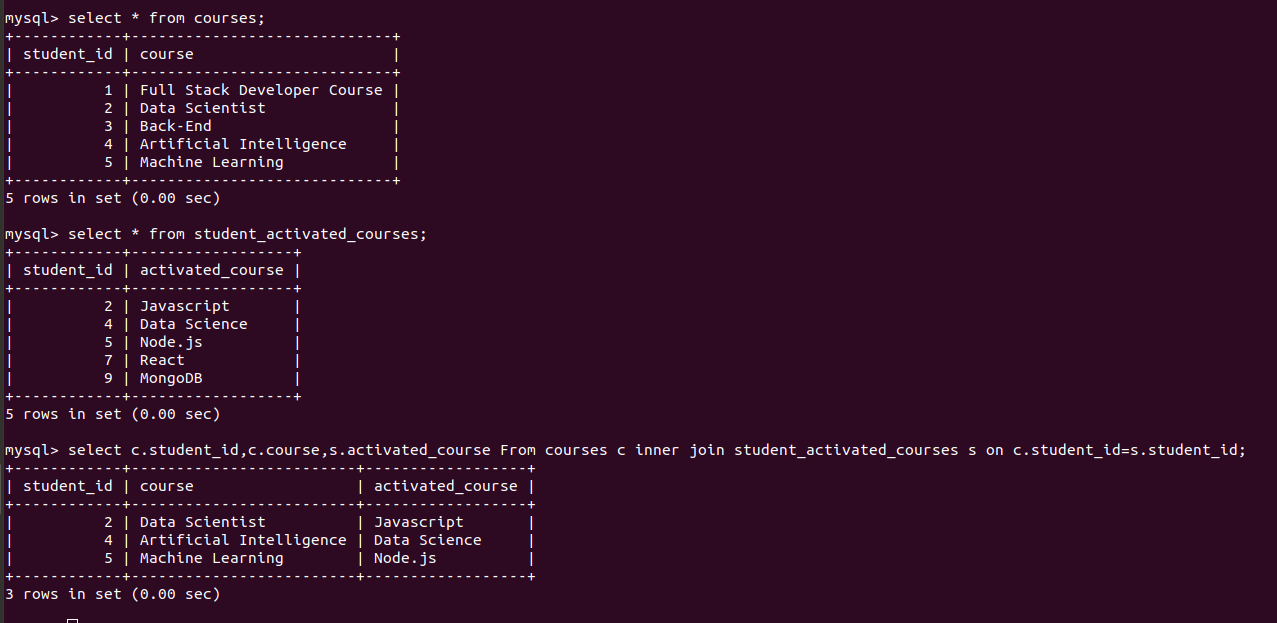 mysql> select * from courses;
+------------+-----------------------------+
| student_id | course                      |
+------------+-----------------------------+
|          1 | Full Stack Developer Course |
|          2 | Data Scientist              |
|          3 | Back-End                    |
|          4 | Artificial Intelligence     |
|          5 | Machine Learning            |
+------------+-----------------------------+
5 rows in set (0.00 sec)

mysql> select * from student_activated_courses;
+------------+------------------+
| student_id | activated_course |
+------------+------------------+
|          2 | Javascript       |
|          4 | Data Science     |
|          5 | Node.js          |
|          7 | React            |
|          9 | MongoDB          |
+------------+------------------+
5 rows in set (0.00 sec)

mysql> select c.student_id,c.course,s.activated_course From courses c inner join student_activated_courses s on c.student_id=s.student_id;
+------------+-------------------------+------------------+
| student_id | course                  | activated_course |
+------------+-------------------------+------------------+
|          2 | Data Scientist          | Javascript       |
|          4 | Artificial Intelligence | Data Science     |
|          5 | Machine Learning        | Node.js          |
+------------+-------------------------+------------------+
3 rows in set (0.00 sec)